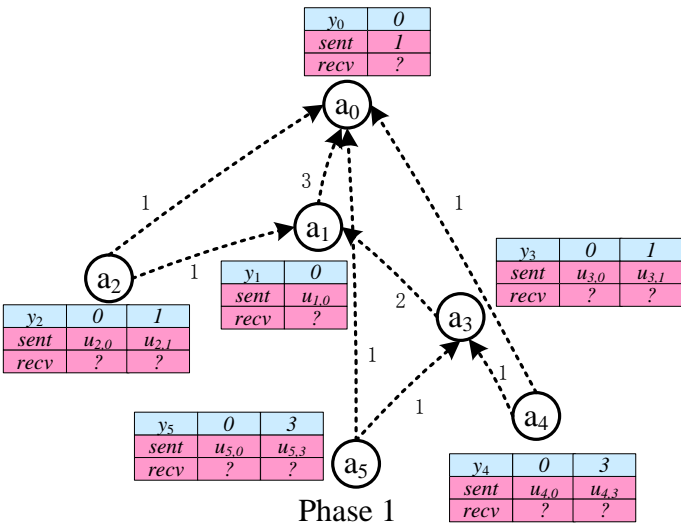 y0 0
sent 1
recv ?
a0
1
3
1
a1
a2
1
y1 0
sent u1,0
recv ?
2
y3 0 1
sent u3,0 u3,1
recv ? ?
a3
y2 0 1
sent u2,0 u2,1
recv ? ?
1
1
1
y5 0 3
sent u5,0 u5,3
recv ? ?
a5
a4
y4 0 3
sent u4,0 u4,3
recv ? ?
Phase 1